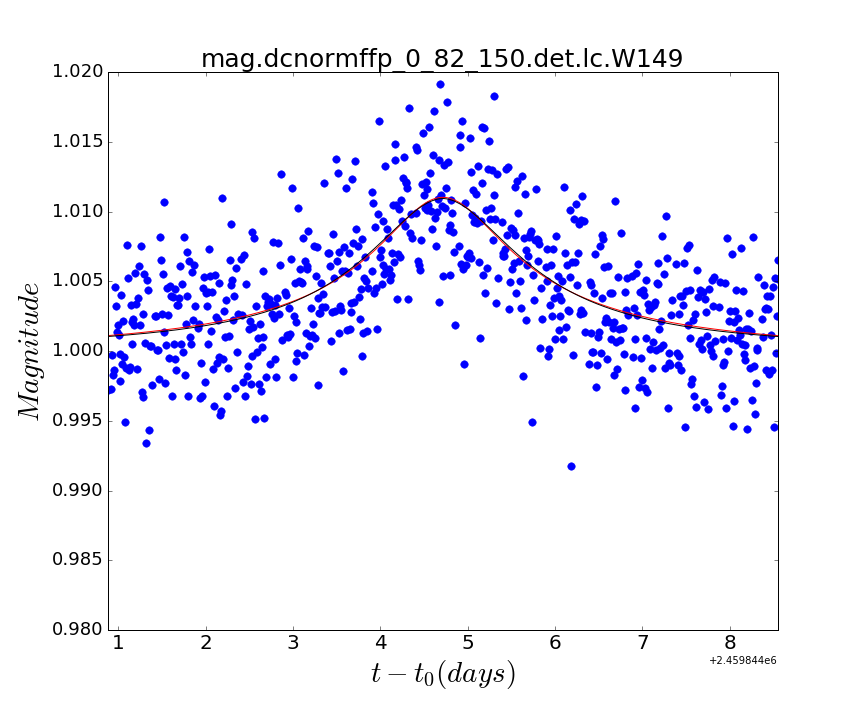 mag.dcnormffp_0_82_150.det.lc.W149
1.020
1.015
1.010
1.005
1.000
0.995
0.990
0.985
0.980
Magnitude
1 2 3 4 5 6 7 8
+2.459844e6
t − t₀(days)